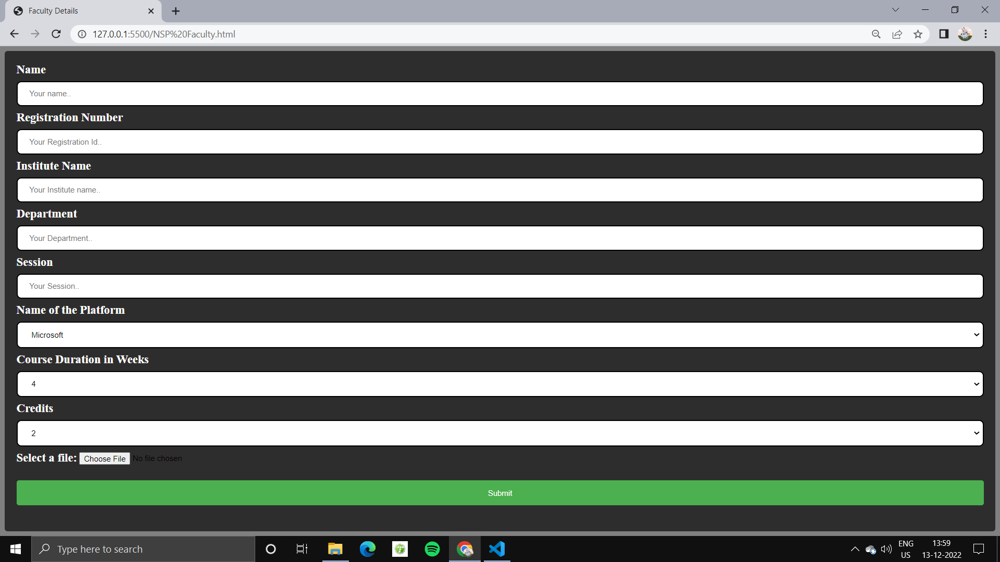 Faculty Details
127.0.0.1:5500/NSP%20Faculty.html
Name
Your name..
Registration Number
Your Registration Id..
Institute Name
Your Institute name..
Department
Your Department..
Session
Your Session..
Name of the Platform
Microsoft
Course Duration in Weeks
4
Credits
2
Select a file: Choose File No file chosen
Submit
Type here to search
ENG
US
13:59
13-12-2022